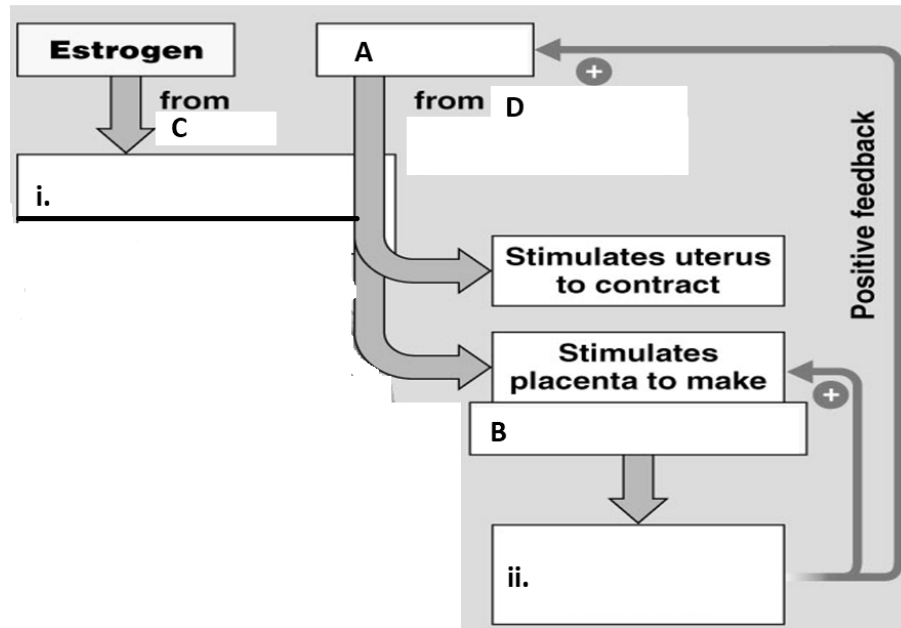 Estrogen
A
+
from
C
from D
i.
Stimulates uterus
to contract
Stimulates
placenta to make
+
B
ii.
Positive feedback